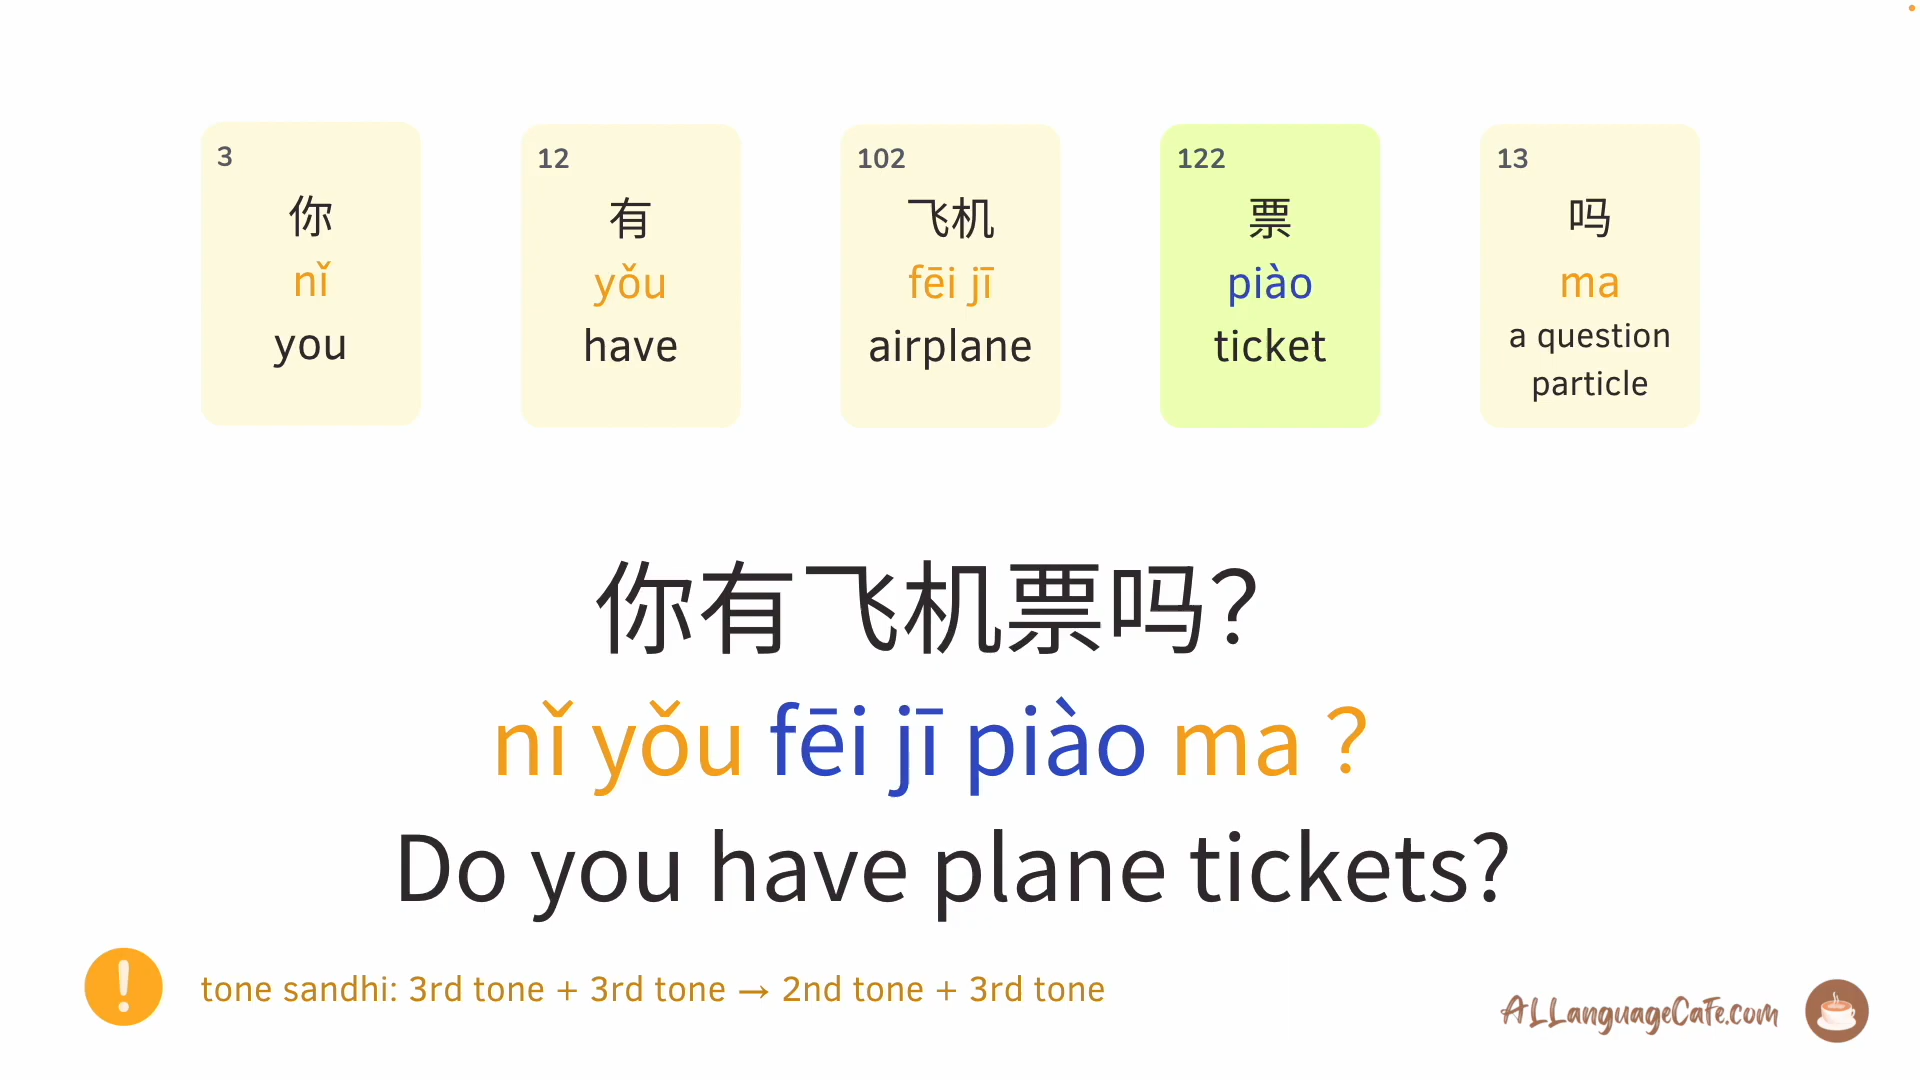 3
你
nǐ
you
12
有
yǒu
have
102
飞机
fēi jī
airplane
122
票
piào
ticket
13
吗
ma
a question
particle
你有飞机票吗？
nǐ yǒu fēi jī piào ma ?
Do you have plane tickets?
! tone sandhi: 3rd tone + 3rd tone → 2nd tone + 3rd tone
ALLanguageCafe.com